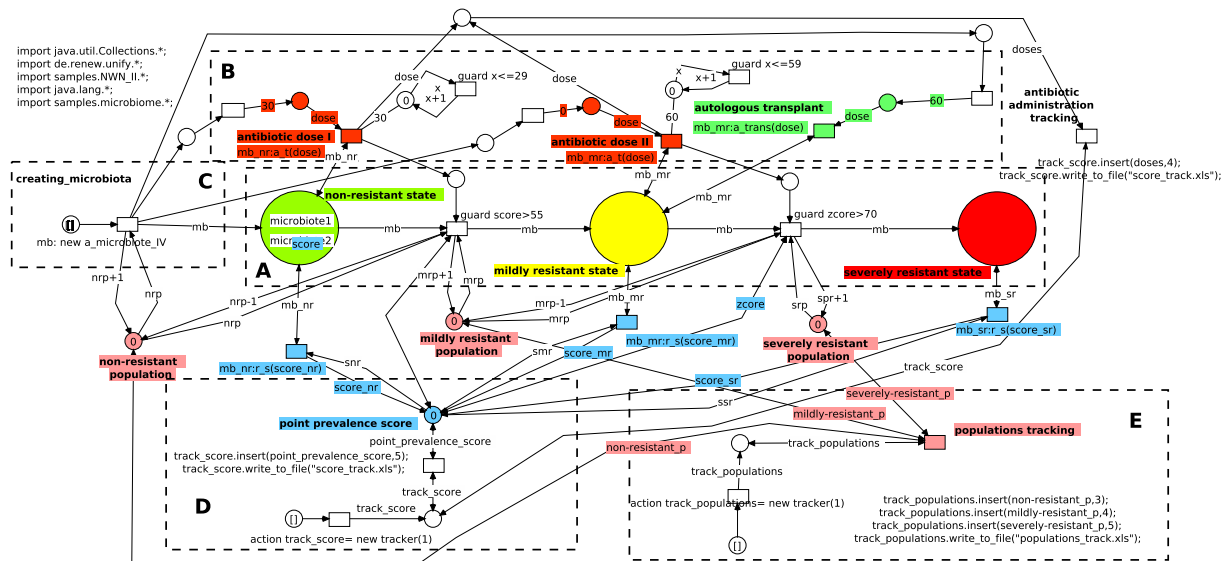 import java.util.Collections.*;
import de.renew.unify.*;
import samples.NWN_II.*;
import java.lang.*;
import samples.microbiome.*;
doses
B
dose
dose
guard x<=29
x
x+1
0
30
guard x<=59
x
x+1
0
60
antibiotic
administration
tracking
30
dose
0
dose
autologous transplant
60
dose
mb_mr:a_trans(dose)
antibiotic dose I
mb_nr:a_t(dose)
antibiotic dose II
mb_mr:a_t(dose)
track_score.insert(doses,4);
track_score.write_to_file("score_track.xls");
mb_nr
mb_mr
mb_mr
creating_microbiota
C
[]
mb: new a_microbiote_IV
mb
non-resistant state
microbiote1
microbiote2
score
mb
guard score>55
mb
mb
guard zcore>70
mb
A
mildly resistant state
severely resistant state
nrp+1
nrp
nrp-1
nrp
mrp+1
mrp
mrp-1
mrp
srp
spr+1
mb_nr
mb_mr
zcore
mb_sr
0
non-resistant
population
0
mildly resistant
population
0
severely resistant
population
mb_nr:r_s(score_nr)
mb_mr:r_s(score_mr)
mb_sr:r_s(score_sr)
snr
score_nr
smr
score_mr
score_sr
ssr
track_score
0
point prevalence score
severely-resistant_p
mildly-resistant_p
non-resistant_p
populations tracking
E
point_prevalence_score
track_score.insert(point_prevalence_score,5);
track_score.write_to_file("score_track.xls");
track_score
D
[]
track_score
action track_score= new tracker(1)
track_populations
track_populations
action track_populations= new tracker(1)
[]
track_populations.insert(non-resistant_p,3);
track_populations.insert(mildly-resistant_p,4);
track_populations.insert(severely-resistant_p,5);
track_populations.write_to_file("populations_track.xls");